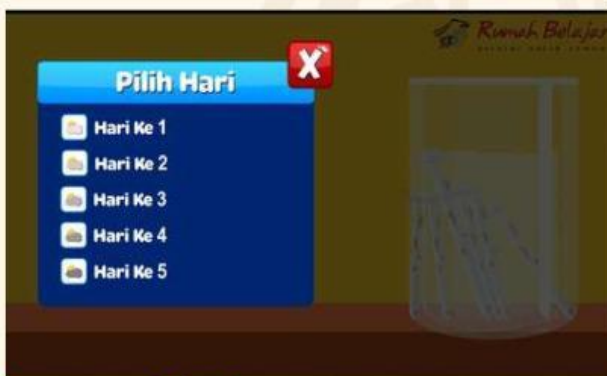 Rumah Belajar
Pilih Hari
X
Hari Ke 1
Hari Ke 2
Hari Ke 3
Hari Ke 4
Hari Ke 5